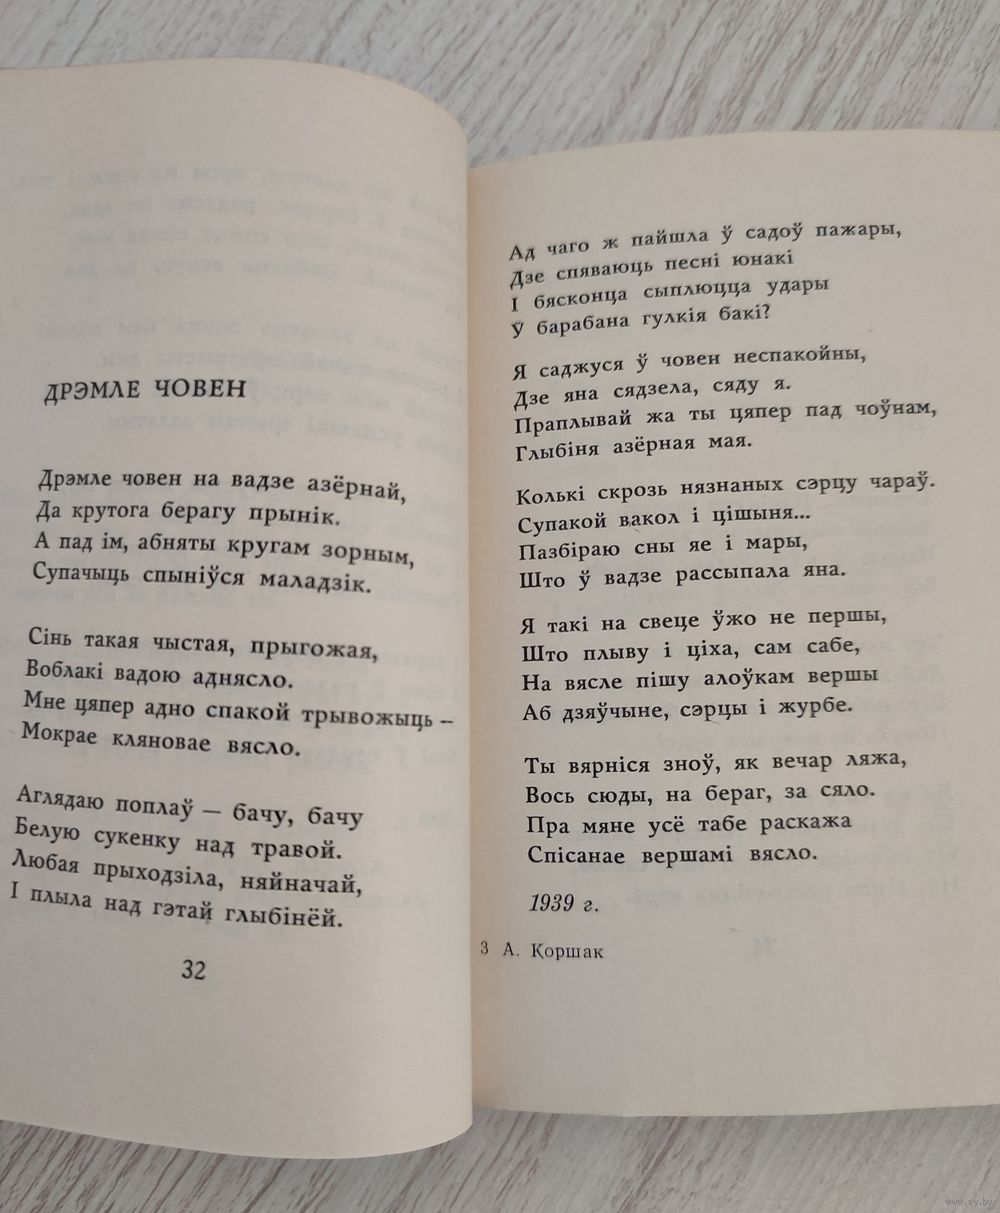 ДРЭМЛЕ ЧОВЕН
Дрэмле човен на вадзе азёрнай,
Да крутога берагу прынік.
А пад ім, абняты кругам зорным,
Супачыць спыніўся маладзік.
Сінь такая чыстая, прыгожая,
Воблакі вадою аднясло.
Мне цяпер адно спакой трывожыць –
Мокрае кляновае вясло.
Аглядаю поплаў — бачу, бачу
Белую сукенку над травой.
Любая прыходзіла, няйначай,
І плыла над гэтай глыбінёй.
32
Ад чаго ж пайшла ў садоў пажары,
Дзе спяваюць песні юнакі
І бясконца сыплюцца удары
Ў барабана гулкія бакі?
Я саджуся ў човен неспакойны,
Дзе яна сядзела, сяду я.
Праплывай жа ты цяпер пад чоўнам,
Глыбіня азёрная мая.
Колькі скрозь нязнаных сэрцу чараў.
Супакой вакол і цішыня...
Пазбіраю сны яе і мары,
Што ў вадзе рассыпала яна.
Я такі на свеце ўжо не першы,
Што плыву і ціха, сам сабе,
На вясле пішу алоўкам вершы
Аб дзяўчыне, сэрцы і журбе.
Ты вярніся зноў, як вечар ляжа,
Вось сюды, на бераг, за сяло.
Пра мяне усё табе раскажа
Спісанае вершамі вясло.
1939 г.
3 А. Коршак
www.ay.by